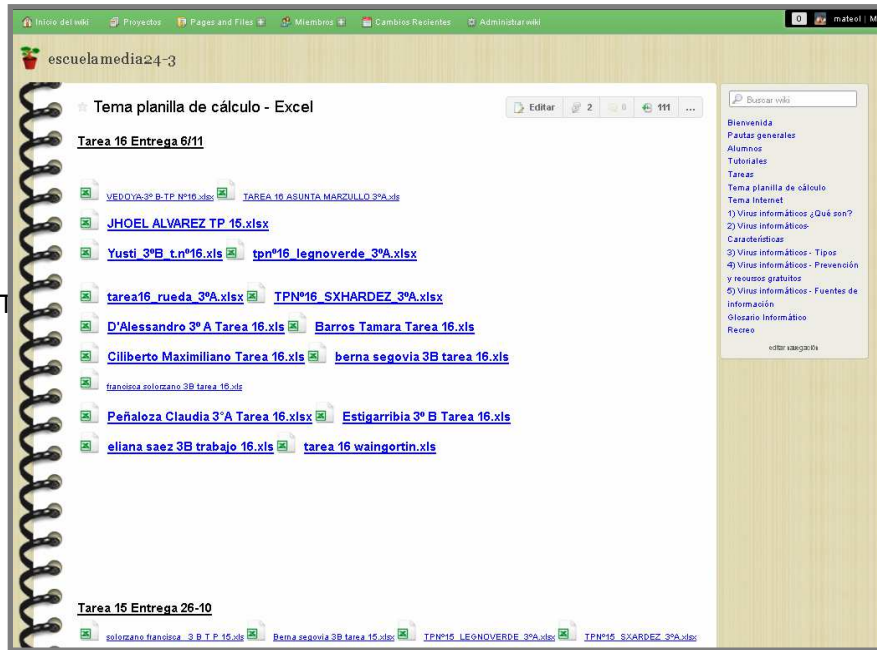 Inicio del wiki Proyectos Pages and Files Miembros Cambios Recientes Administrar wiki 0 mateol | M
escuelamedia24-3
Tema planilla de cálculo - Excel
Editar 2 0 111 ...
Tarea 16 Entrega 6/11
VEDOYA-3º B-TP Nº16.xlsx TAREA 16 ASUNTA MARZULLO 3ºA.xls
JHOEL ALVAREZ TP 15.xlsx
Yusti_3ºB_t.nº16.xls tpnº16_legnoverde_3ºA.xlsx
T
tarea16_rueda_3ºA.xlsx TPNº16_SXHARDEZ_3ºA.xlsx
D'Alessandro 3º A Tarea 16.xls Barros Tamara Tarea 16.xls
Ciliberto Maximiliano Tarea 16.xls berna segovia 3B tarea 16.xls
francisca solorzano 3B tarea 16.xls
Peñaloza Claudia 3°A Tarea 16.xlsx Estigarribia 3º B Tarea 16.xls
eliana saez 3B trabajo 16.xls tarea 16 waingortin.xls
Tarea 15 Entrega 26-10
solorzano francisca 3 B T P 15.xls Berna segovia 3B tarea 15.xlsx TPNº15_LEGNOVERDE_3ºA.xlsx TPNº15_SXARDEZ_3ºA.xlsx
Buscar wiki
Bienvenida
Pautas generales
Alumnos
Tutoriales
Tareas
Tema planilla de cálculo
Tema Internet
1) Virus informáticos ¿Qué son?
2) Virus informáticos-
Características
3) Virus informáticos - Tipos
4) Virus informáticos - Prevención
y recursos gratuitos
5) Virus informáticos - Fuentes de
información
Glosario Informático
Recreo
editar navegación